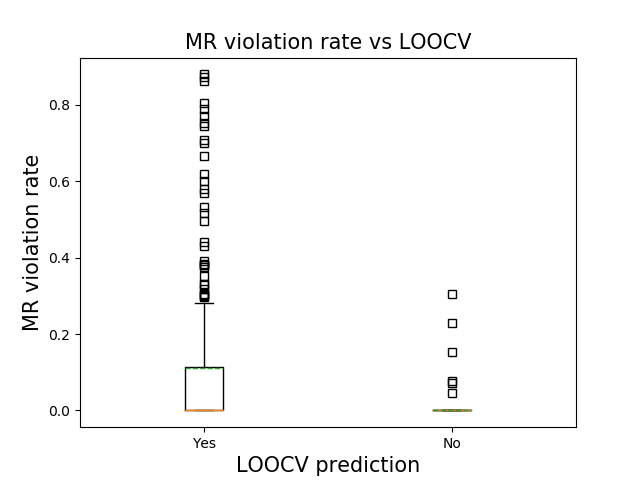 MR violation rate vs LOOCV
MR violation rate
0.8
0.6
0.4
0.2
0.0
Yes
No
LOOCV prediction